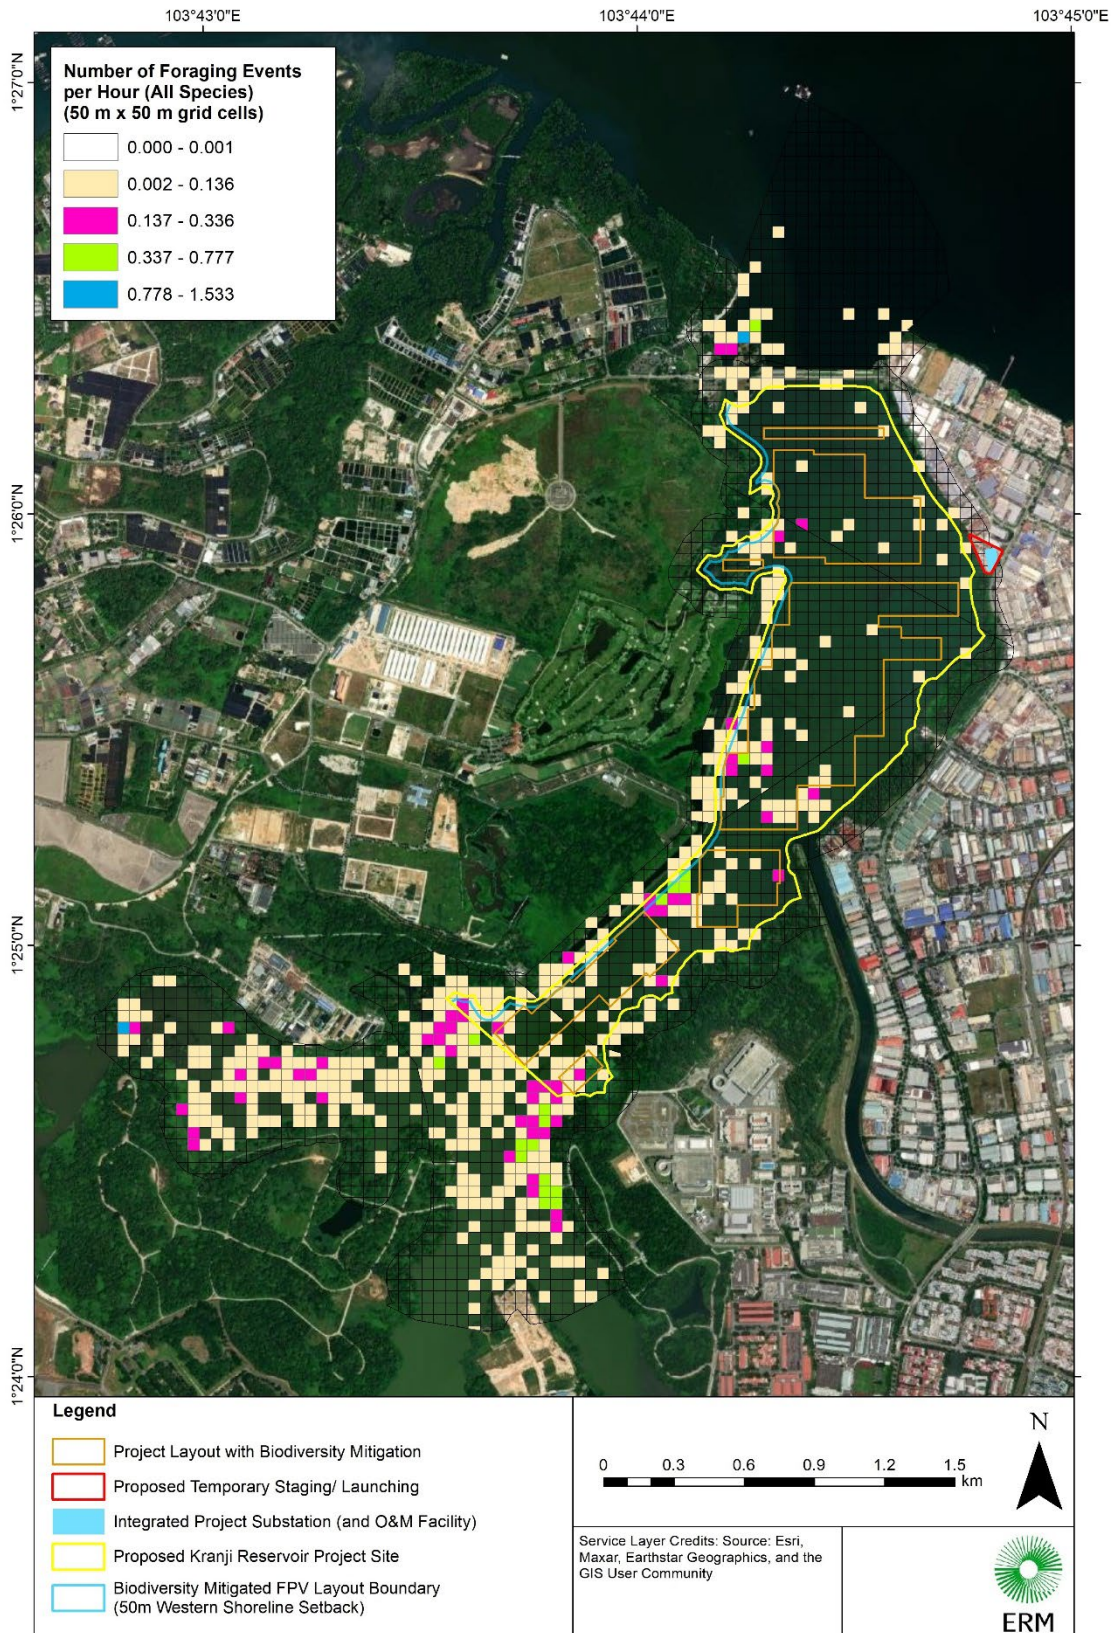 103°43'0"E
103°44'0"E
103°45'0"E
1°27'0"N
1°26'0"N
1°25'0"N
1°24'0"N
Number of Foraging Events
per Hour (All Species)
(50 m x 50 m grid cells)
0.000 - 0.001
0.002 - 0.136
0.137 - 0.336
0.337 - 0.777
0.778 - 1.533
Legend
Project Layout with Biodiversity Mitigation
Proposed Temporary Staging/ Launching
Integrated Project Substation (and O&M Facility)
Proposed Kranji Reservoir Project Site
Biodiversity Mitigated FPV Layout Boundary
(50m Western Shoreline Setback)
N
0 0.3 0.6 0.9 1.2 1.5
km
Service Layer Credits: Source: Esri,
Maxar, Earthstar Geographics, and the
GIS User Community
ERM